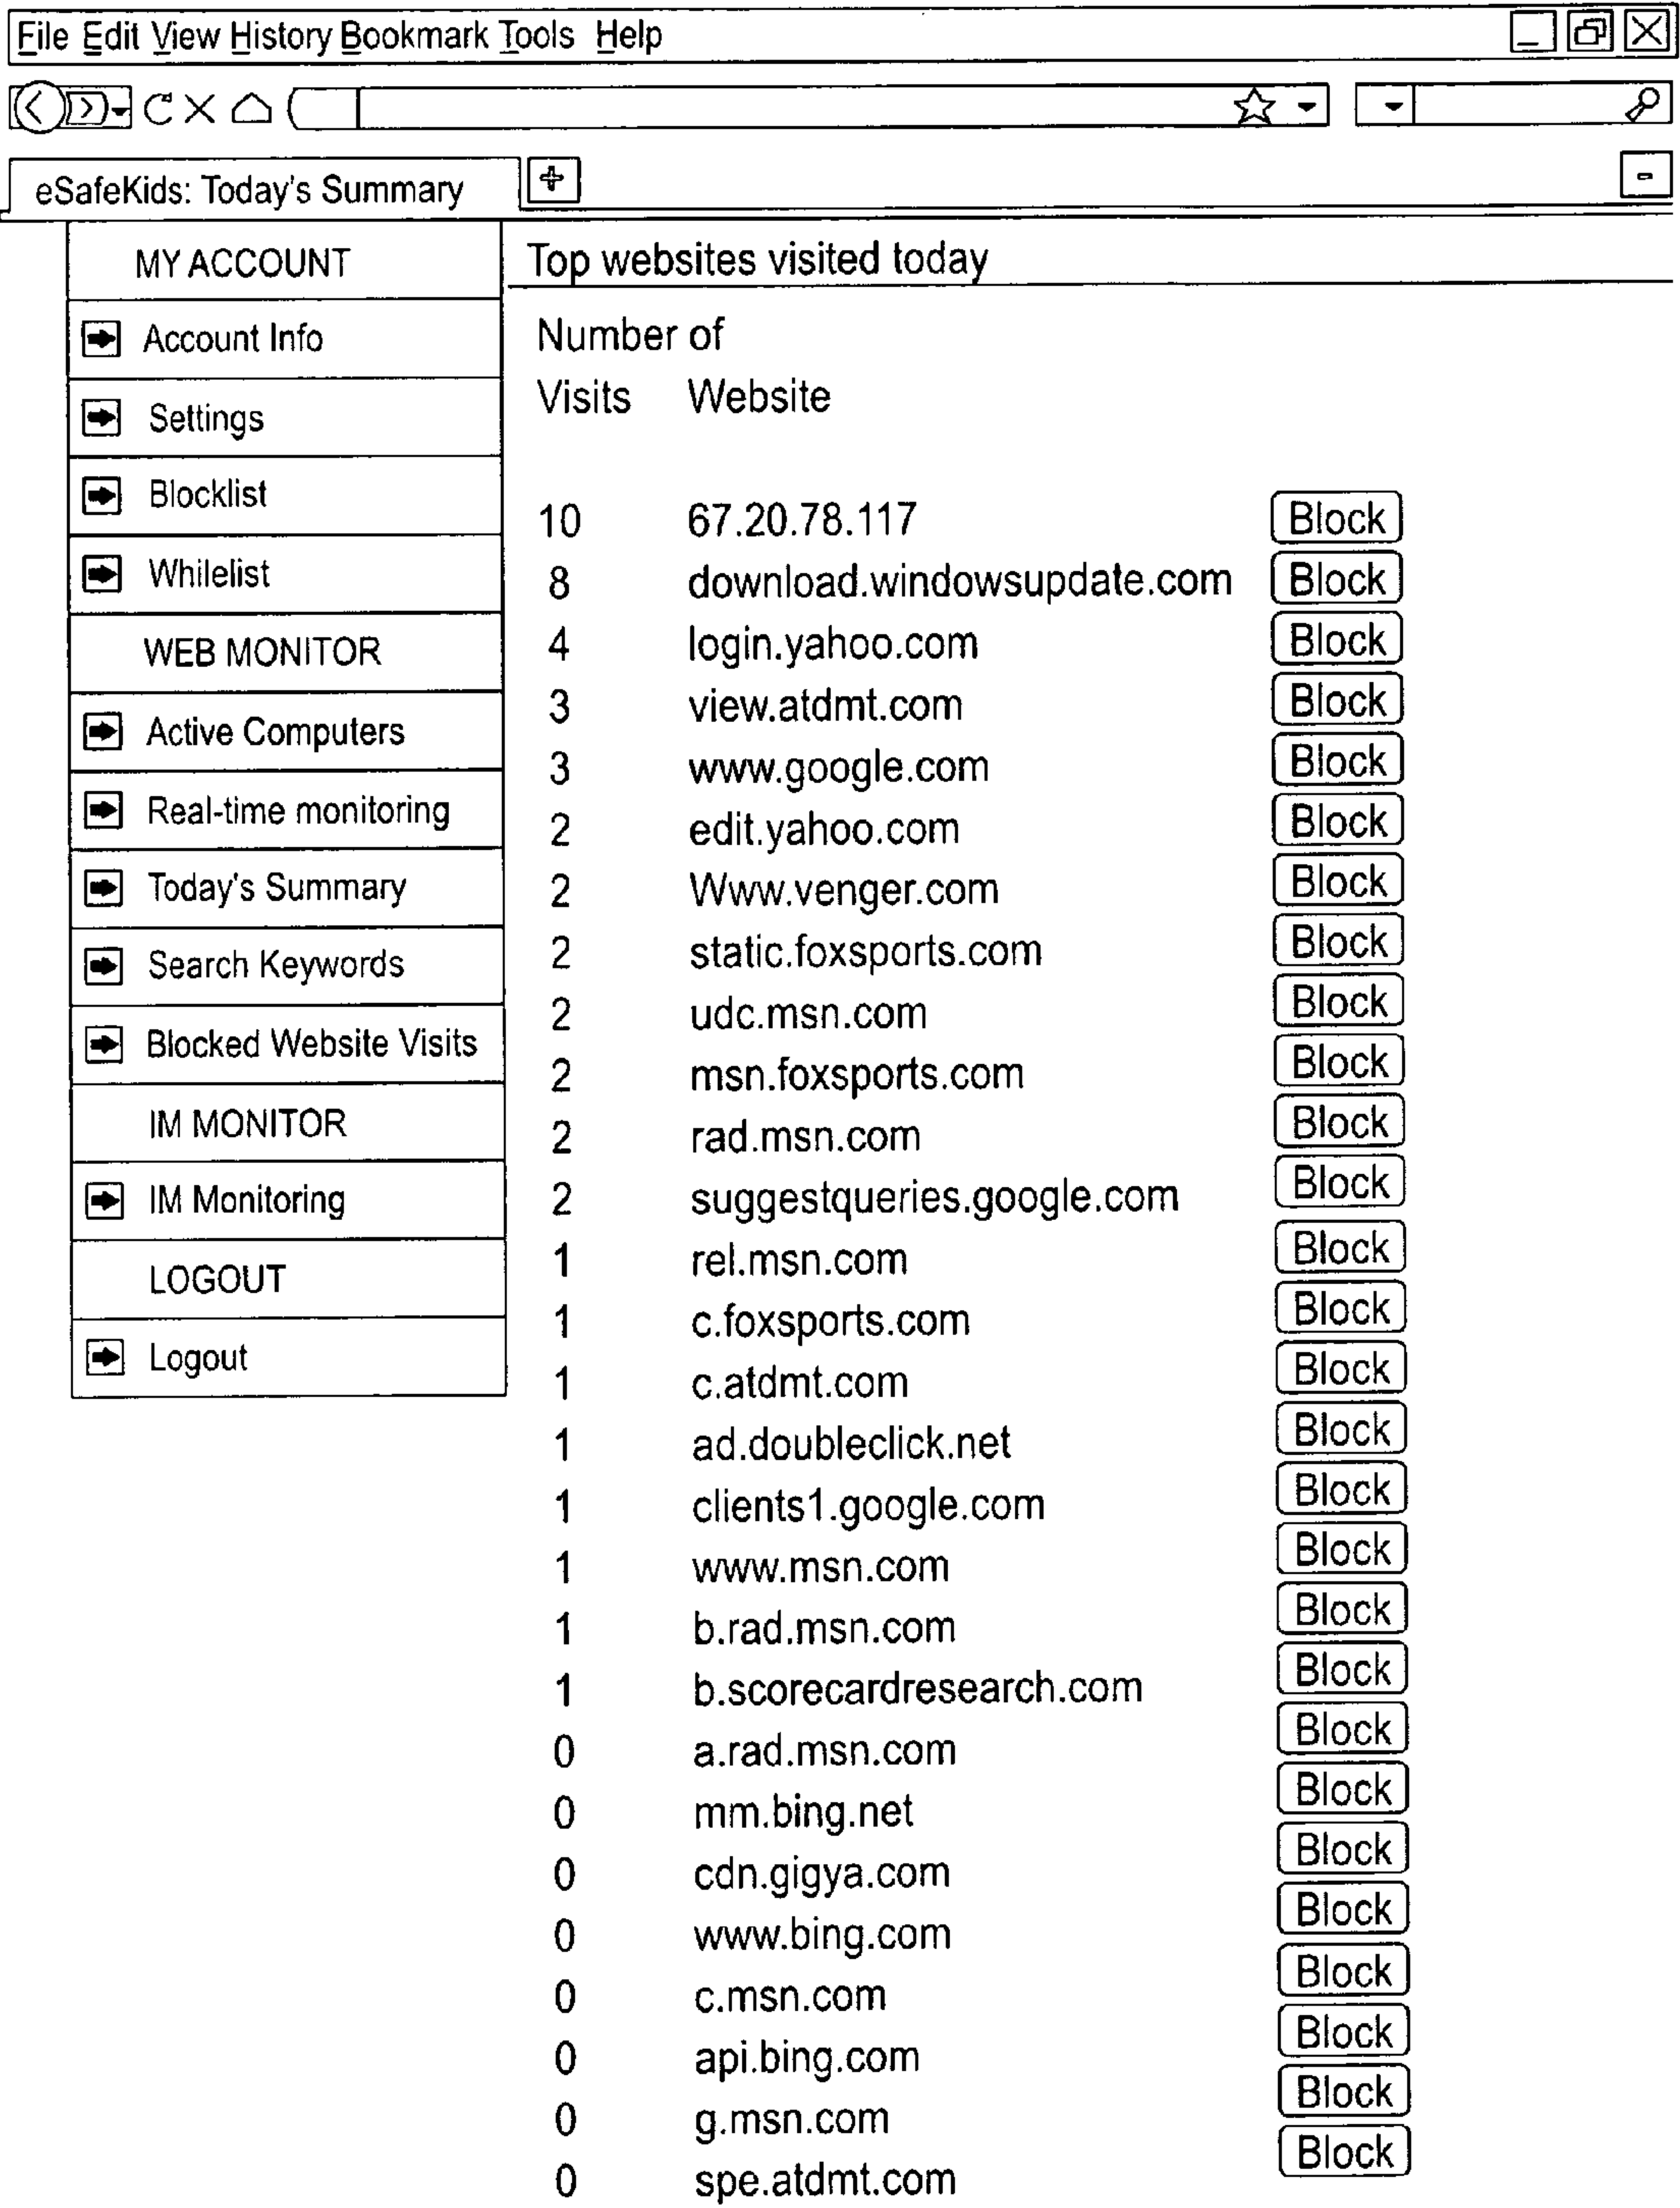 File Edit View History Bookmark Tools Help
eSafeKids: Today's Summary
MY ACCOUNT
Account Info
Settings
Blocklist
Whilelist
WEB MONITOR
Active Computers
Real-time monitoring
Today's Summary
Search Keywords
Blocked Website Visits
IM MONITOR
IM Monitoring
LOGOUT
Logout
Top websites visited today
Number of
Visits Website
10 67.20.78.117 Block
8 download.windowsupdate.com Block
4 login.yahoo.com Block
3 view.atdmt.com Block
3 www.google.com Block
2 edit.yahoo.com Block
2 Www.venger.com Block
2 static.foxsports.com Block
2 udc.msn.com Block
2 msn.foxsports.com Block
2 rad.msn.com Block
2 suggestqueries.google.com Block
1 rel.msn.com Block
1 c.foxsports.com Block
1 c.atdmt.com Block
1 ad.doubleclick.net Block
1 clients1.google.com Block
1 www.msn.com Block
1 b.rad.msn.com Block
1 b.scorecardresearch.com Block
0 a.rad.msn.com Block
0 mm.bing.net Block
0 cdn.gigya.com Block
0 www.bing.com Block
0 c.msn.com Block
0 api.bing.com Block
0 g.msn.com Block
0 spe.atdmt.com Block